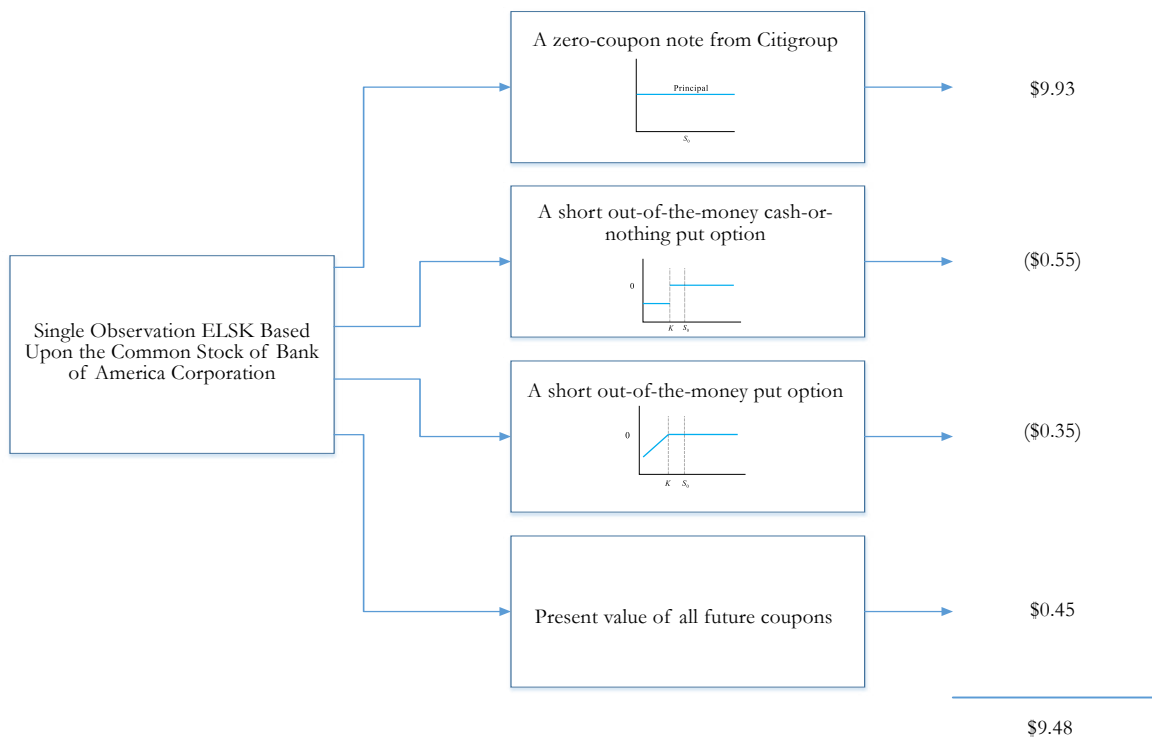 A zero-coupon note from Citigroup
Principal
S₀
$9.93
A short out-of-the-money cash-or-
nothing put option
0
K S₀
($0.55)
Single Observation ELSK Based
Upon the Common Stock of Bank
of America Corporation
A short out-of-the-money put option
0
K S₀
($0.35)
Present value of all future coupons
$0.45
$9.48